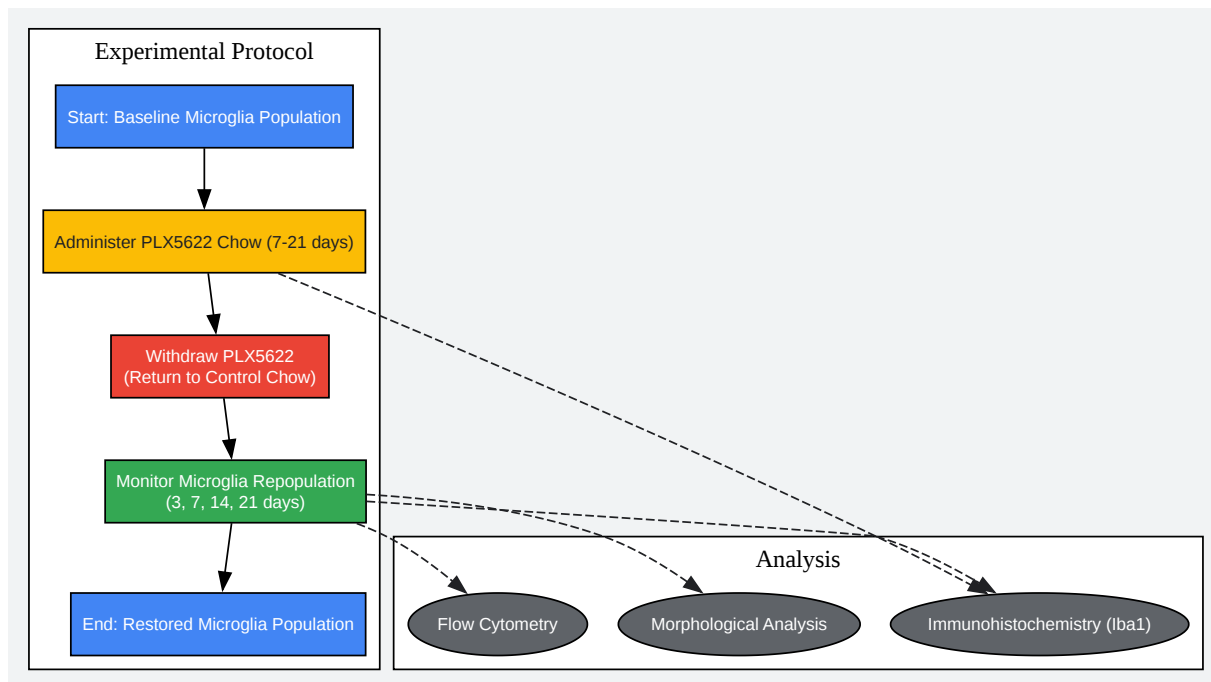 Experimental Protocol
Start: Baseline Microglia Population
Administer PLX5622 Chow (7-21 days)
Withdraw PLX5622
(Return to Control Chow)
Monitor Microglia Repopulation
(3, 7, 14, 21 days)
End: Restored Microglia Population
Analysis
Flow Cytometry
Morphological Analysis
Immunohistochemistry (Iba1)